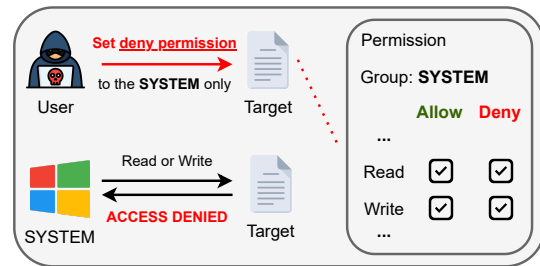 Set deny permission
to the SYSTEM only
User
Target
Read or Write
ACCESS DENIED
SYSTEM
Target
Permission
Group: SYSTEM
Allow Deny
...
Read
Write
...